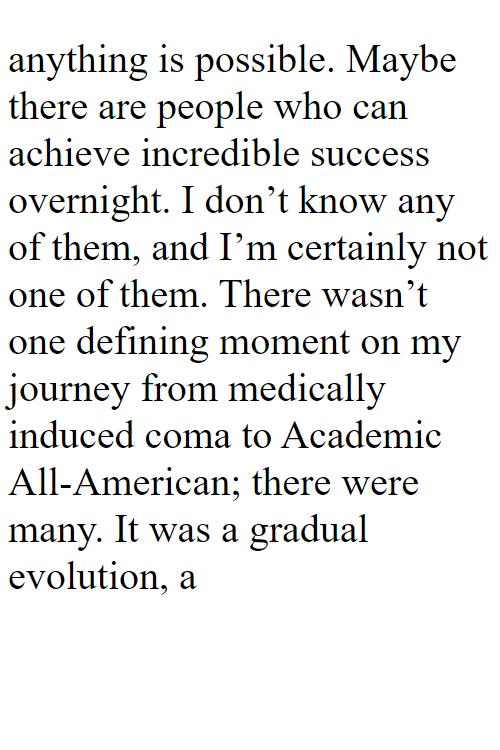 anything is possible. Maybe
there are people who can
achieve incredible success
overnight. I don’t know any
of them, and I’m certainly not
one of them. There wasn’t
one defining moment on my
journey from medically
induced coma to Academic
All-American; there were
many. It was a gradual
evolution, a